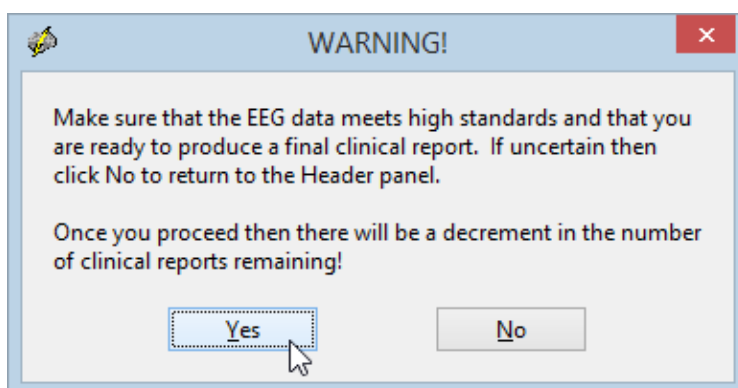 WARNING!
Make sure that the EEG data meets high standards and that you
are ready to produce a final clinical report.  If uncertain then
click No to return to the Header panel.
Once you proceed then there will be a decrement in the number
of clinical reports remaining!
Yes
No